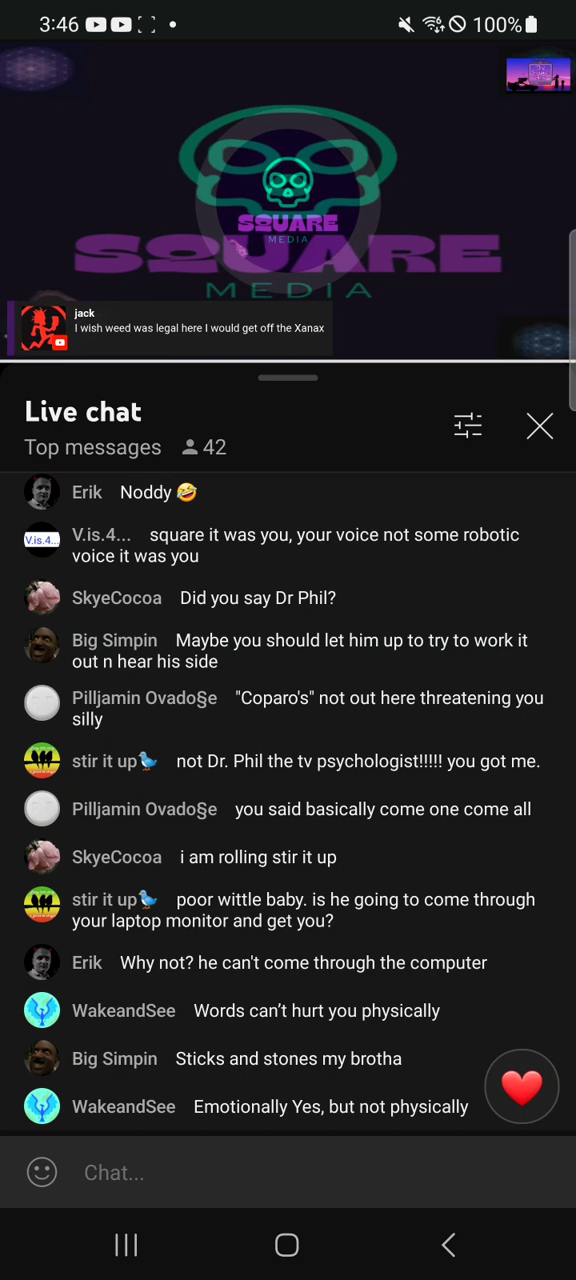 3:46
100%
SQUARE
MEDIA
SQUARE
MEDIA
jack
I wish weed was legal here I would get off the Xanax
Live chat
Top messages 42
Erik Noddy 🤣
V.is.4... V.is.4... square it was you, your voice not some robotic
voice it was you
SkyeCocoa Did you say Dr Phil?
Big Simpin Maybe you should let him up to try to work it
out n hear his side
Pilljamin Ovado§e "Coparo's" not out here threatening you
silly
stir it up🐦 not Dr. Phil the tv psychologist!!!!! you got me.
Pilljamin Ovado§e you said basically come one come all
SkyeCocoa i am rolling stir it up
stir it up🐦 poor wittle baby. is he going to come through
your laptop monitor and get you?
Erik Why not? he can't come through the computer
WakeandSee Words can’t hurt you physically
Big Simpin Sticks and stones my brotha
WakeandSee Emotionally Yes, but not physically
Chat...